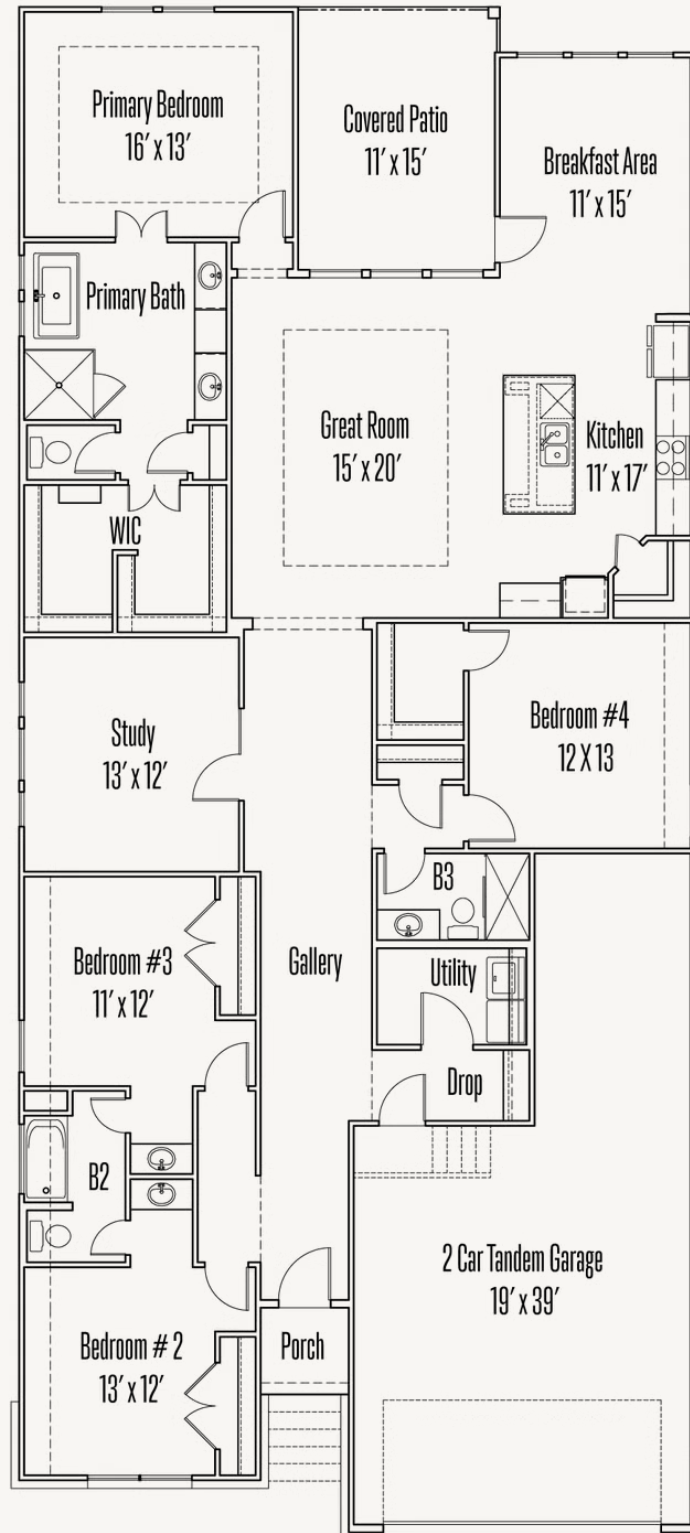 Primary Bedroom
16' x 13'
Covered Patio
11' x 15'
Breakfast Area
11' x 15'
Primary Bath
Great Room
15' x 20'
Kitchen
11' x 17'
WIC
Study
13' x 12'
Bedroom #4
12 X 13
B3
Bedroom #3
11' x 12'
Gallery
Utility
Drop
B2
2 Car Tandem Garage
19' x 39'
Bedroom # 2
13' x 12'
Porch